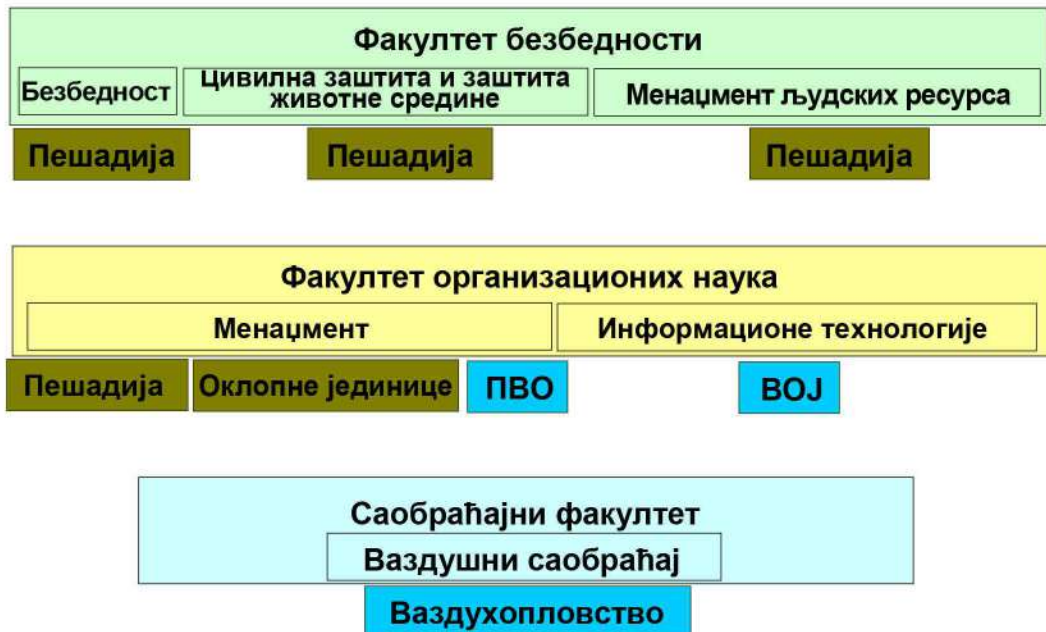 Факултет безбедности
Безбедност
Цивилна заштита и заштита
животне средине
Менаџмент људских ресурса
Пешадија
Пешадија
Пешадија
Факултет организационих наука
Менаџмент
Информационе технологије
Пешадија
Оклопне јединице
ПВО
ВОЈ
Саобраћајни факултет
Ваздушни саобраћај
Ваздухопловство